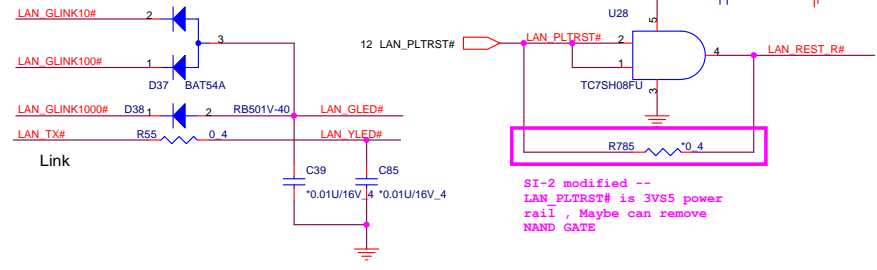 LAN_GLINK10#
2
3
LAN_GLINK100#
1
D37
BAT54A
LAN_GLINK1000#
D38
1
2
RB501V-40
LAN_GLED#
LAN_TX#
R55
0_4
LAN_YLED#
Link
C39
*0.01U/16V_4
C85
*0.01U/16V_4
U28
5
12 LAN_PLTRST#
LAN_PLTRST#
2
1
4
LAN_REST_R#
TC7SH08FU
3
R785
*0_4
SI-2 modified --
LAN_PLTRST# is 3VS5 power
rail , Maybe can remove
NAND GATE